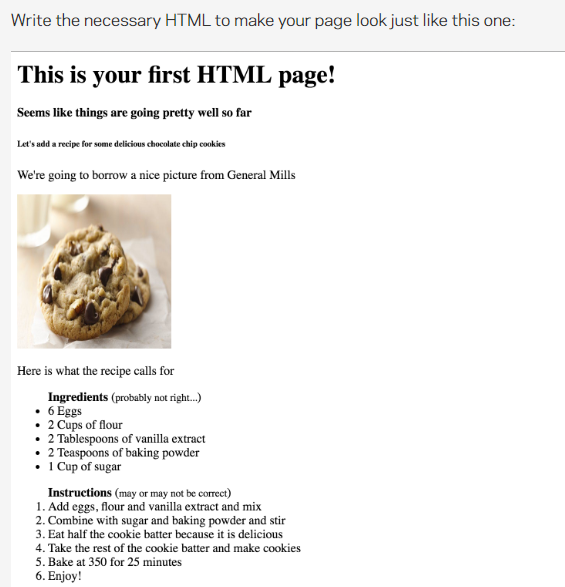 Write the necessary HTML to make your page look just like this one:
This is your first HTML page!
Seems like things are going pretty well so far
Let's add a recipe for some delicious chocolate chip cookies
We're going to borrow a nice picture from General Mills
Here is what the recipe calls for
Ingredients (probably not right...)
• 6 Eggs
• 2 Cups of flour
• 2 Tablespoons of vanilla extract
• 2 Teaspoons of baking powder
• 1 Cup of sugar
Instructions (may or may not be correct)
1. Add eggs, flour and vanilla extract and mix
2. Combine with sugar and baking powder and stir
3. Eat half the cookie batter because it is delicious
4. Take the rest of the cookie batter and make cookies
5. Bake at 350 for 25 minutes
6. Enjoy!